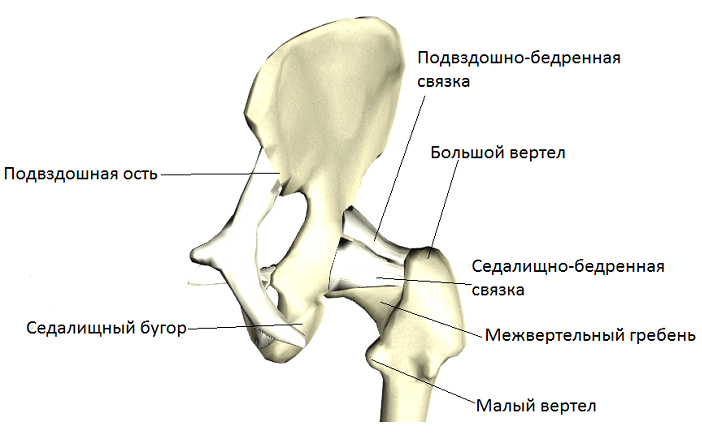 Подвздошно-бедренная
связка
Большой вертел
Подвздошная ость
Седалищно-бедренная
связка
Седалищный бугор
Межвертельный гребень
Малый вертел